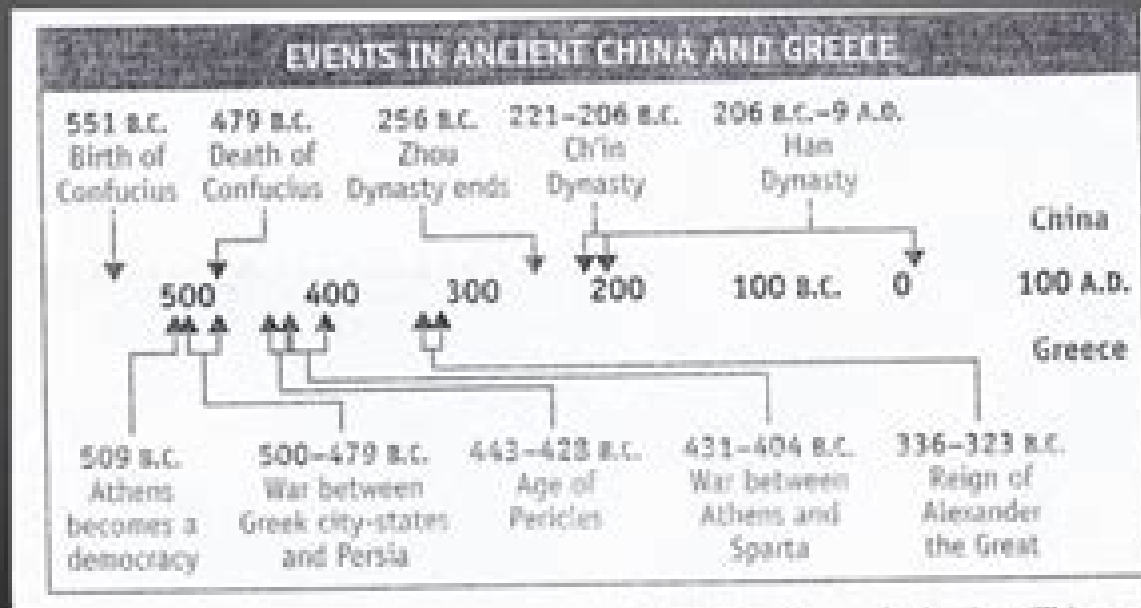 EVENTS IN ANCIENT CHINA AND GREECE
551 B.C.
Birth of
Confucius
479 B.C.
Death of
Confucius
256 B.C.
Zhou
Dynasty ends
221–206 B.C.
Ch'in
Dynasty
206 B.C.–9 A.D.
Han
Dynasty
China
500 400 300 200 100 B.C. 0 100 A.D.
Greece
509 B.C.
Athens
becomes a
democracy
500–479 B.C.
War between
Greek city-states
and Persia
443–428 B.C.
Age of
Pericles
431–404 B.C.
War between
Athens and
Sparta
336–323 B.C.
Reign of
Alexander
the Great